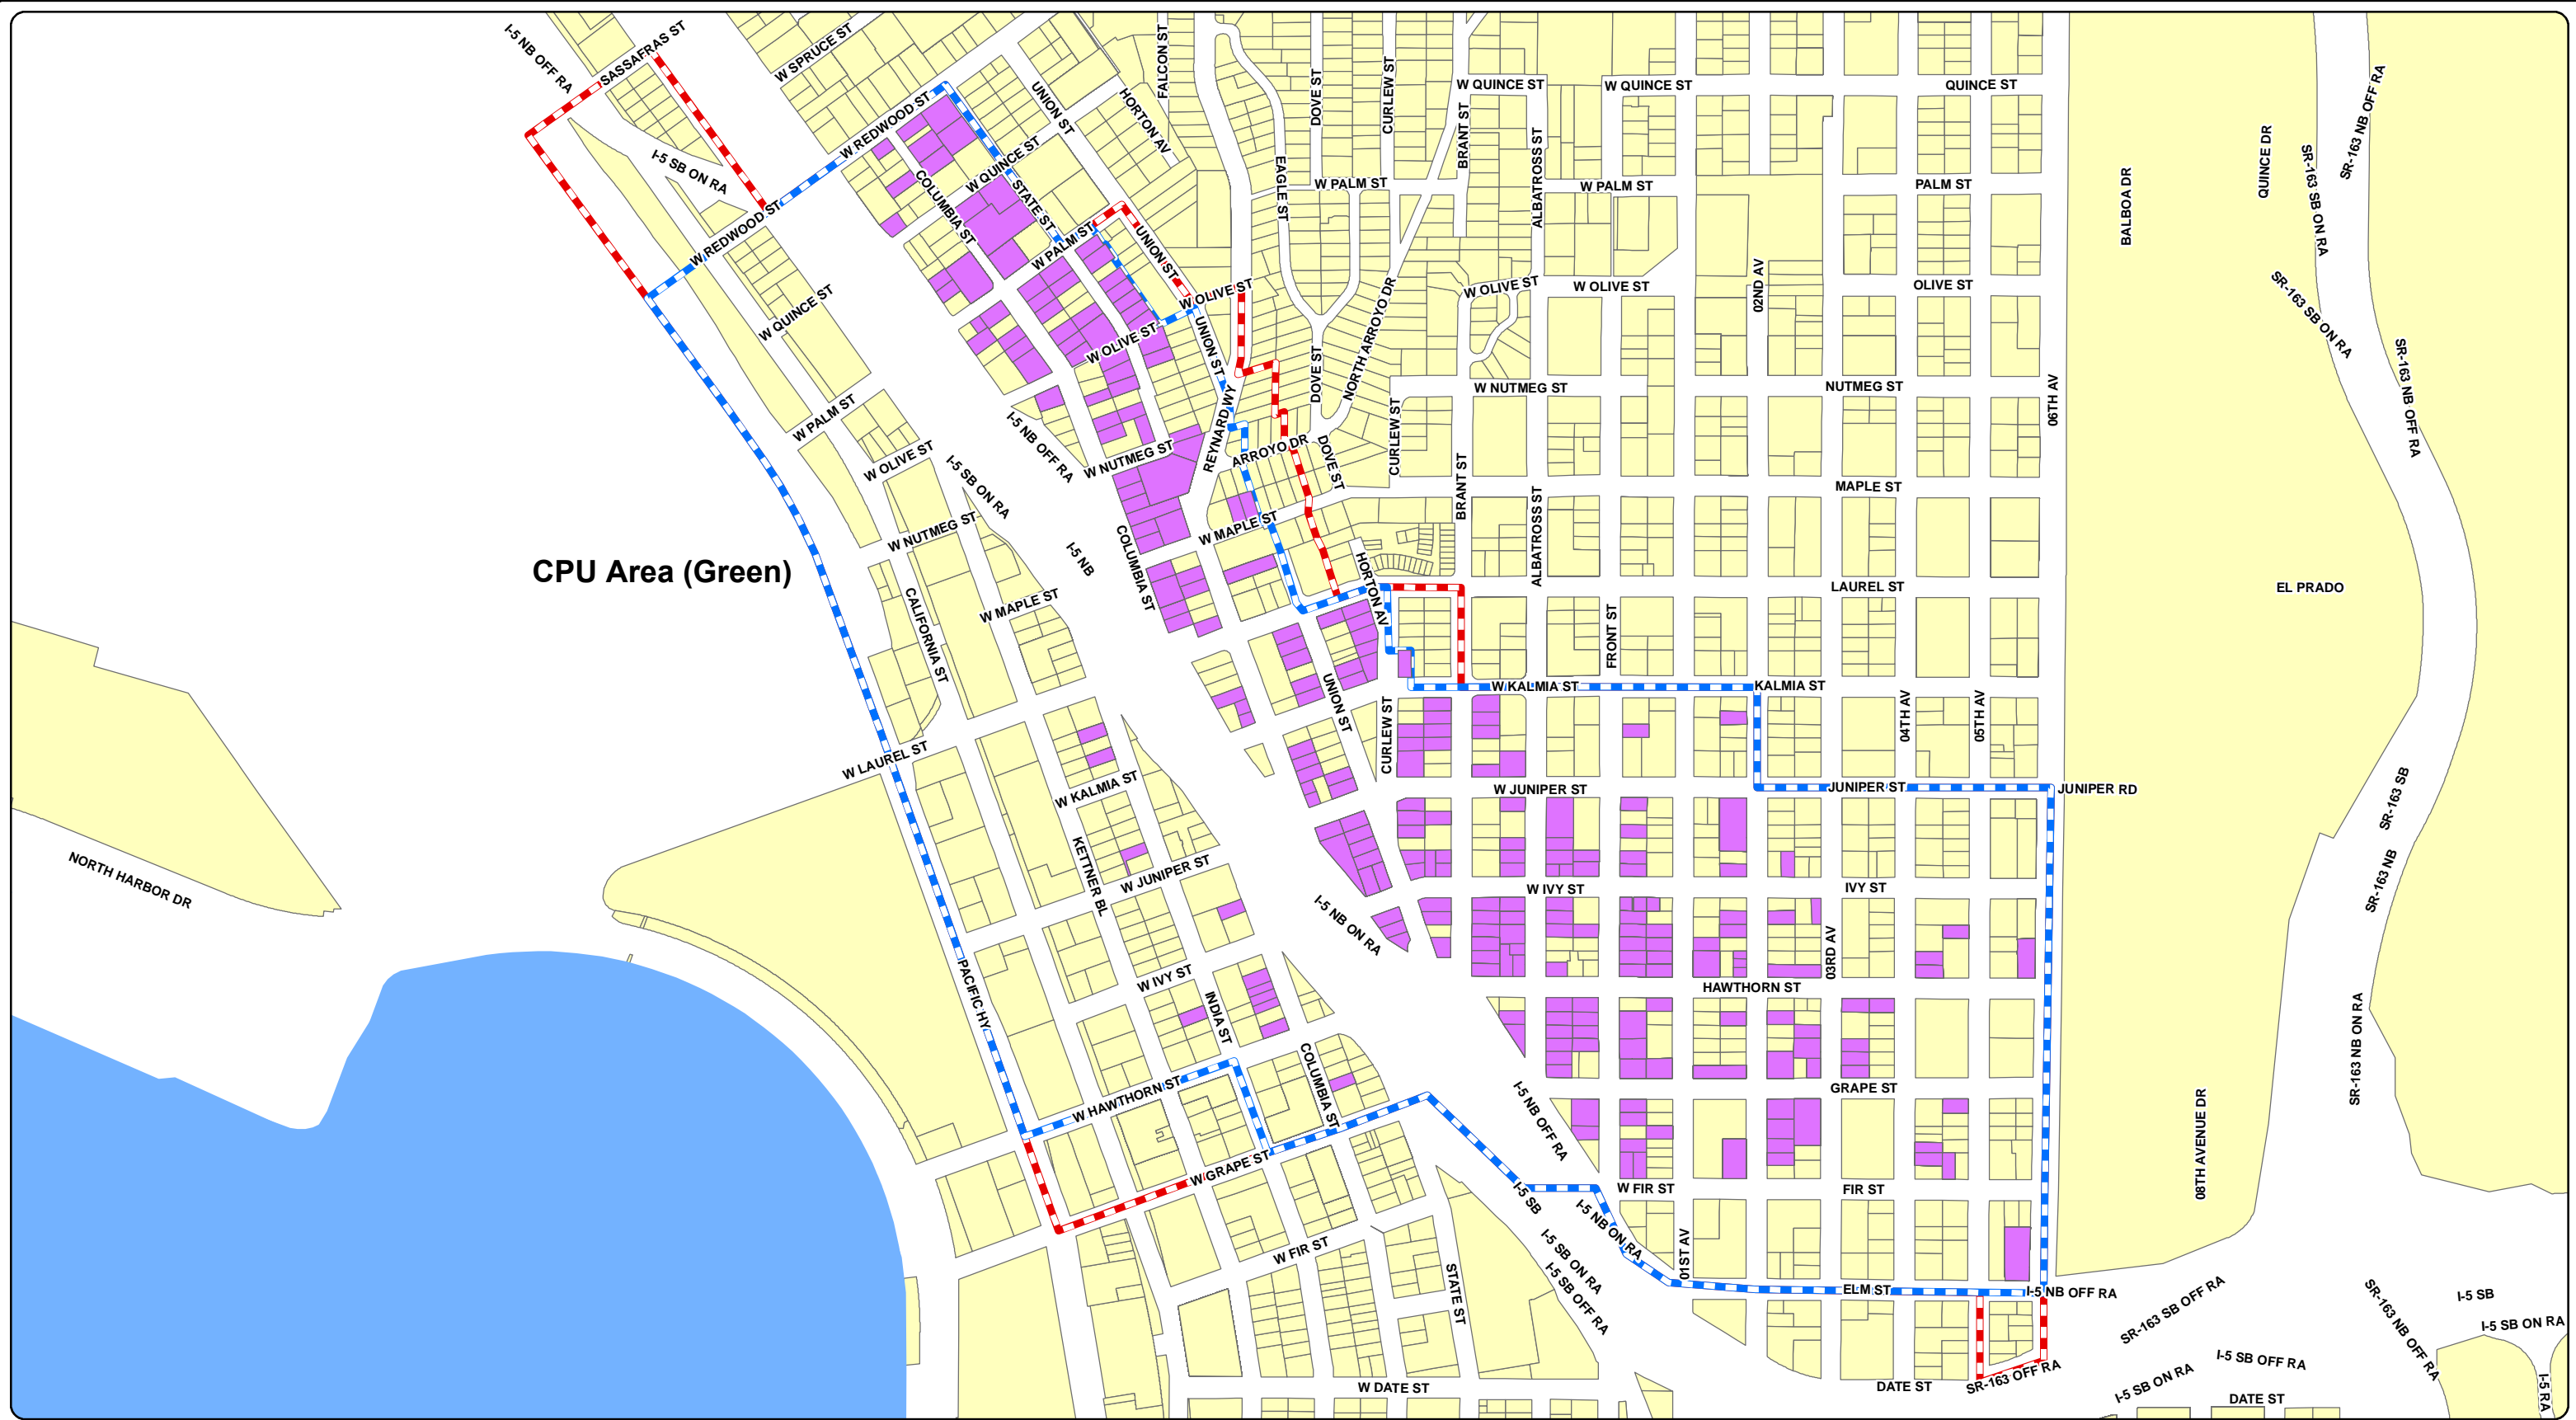 SASSAFRAS ST
I-5 NB OFF RA
W SPRUCE ST
FALCON ST
UNION ST
HORTON AV
DOVE ST
CURLEW ST
BRANT ST
W QUINCE ST
W QUINCE ST
QUINCE ST
SR-163 NB OFF RA
W REDWOOD ST
I-5 SB ON RA
W QUINCE ST
COLUMBIA ST
STATE ST
EAGLE ST
W PALM ST
ALBATROSS ST
W PALM ST
PALM ST
BALBOA DR
QUINCE DR
SR-163 SB ON RA
W REDWOOD ST
W PALM ST
UNION ST
W OLIVE ST
W OLIVE ST
W OLIVE ST
02ND AV
OLIVE ST
SR-163 SB ON RA
W QUINCE ST
W OLIVE ST
UNION ST
DOVE ST
NORTH ARROYO DR
W NUTMEG ST
NUTMEG ST
06TH AV
SR-163 NB OFF RA
W PALM ST
I-5 NB OFF RA
REYNARD WY
CURLEW ST
W OLIVE ST
I-5 SB ON RA
W NUTMEG ST
ARROYO DR
DOVE ST
BRANT ST
ALBATROSS ST
MAPLE ST
W NUTMEG ST
I-5 NB
COLUMBIA ST
W MAPLE ST
CPU Area (Green)
HORTON AV
LAUREL ST
EL PRADO
CALIFORNIA ST
W MAPLE ST
FRONT ST
UNION ST
W KALMIA ST
KALMIA ST
CURLEW ST
04TH AV
05TH AV
W LAUREL ST
W KALMIA ST
W JUNIPER ST
JUNIPER ST
JUNIPER RD
SR-163 SB
NORTH HARBOR DR
KETTNER BL
W JUNIPER ST
W IVY ST
IVY ST
SR-163 NB
I-5 NB ON RA
03RD AV
PACIFIC HY
W IVY ST
INDIA ST
HAWTHORN ST
SR-163 NB ON RA
W HAWTHORN ST
COLUMBIA ST
I-5 NB OFF RA
GRAPE ST
08TH AVENUE DR
W GRAPE ST
I-5 SB
W FIR ST
FIR ST
W FIR ST
I-5 NB ON RA
01ST AV
I-5 SB ON RA
I-5 SB OFF RA
STATE ST
ELM ST
I-5 NB OFF RA
SR-163 SB OFF RA
SR-163 NB OFF RA
I-5 SB
I-5 SB ON RA
W DATE ST
DATE ST
SR-163 OFF RA
I-5 SB ON RA
I-5 SB OFF RA
DATE ST
I-5 RA